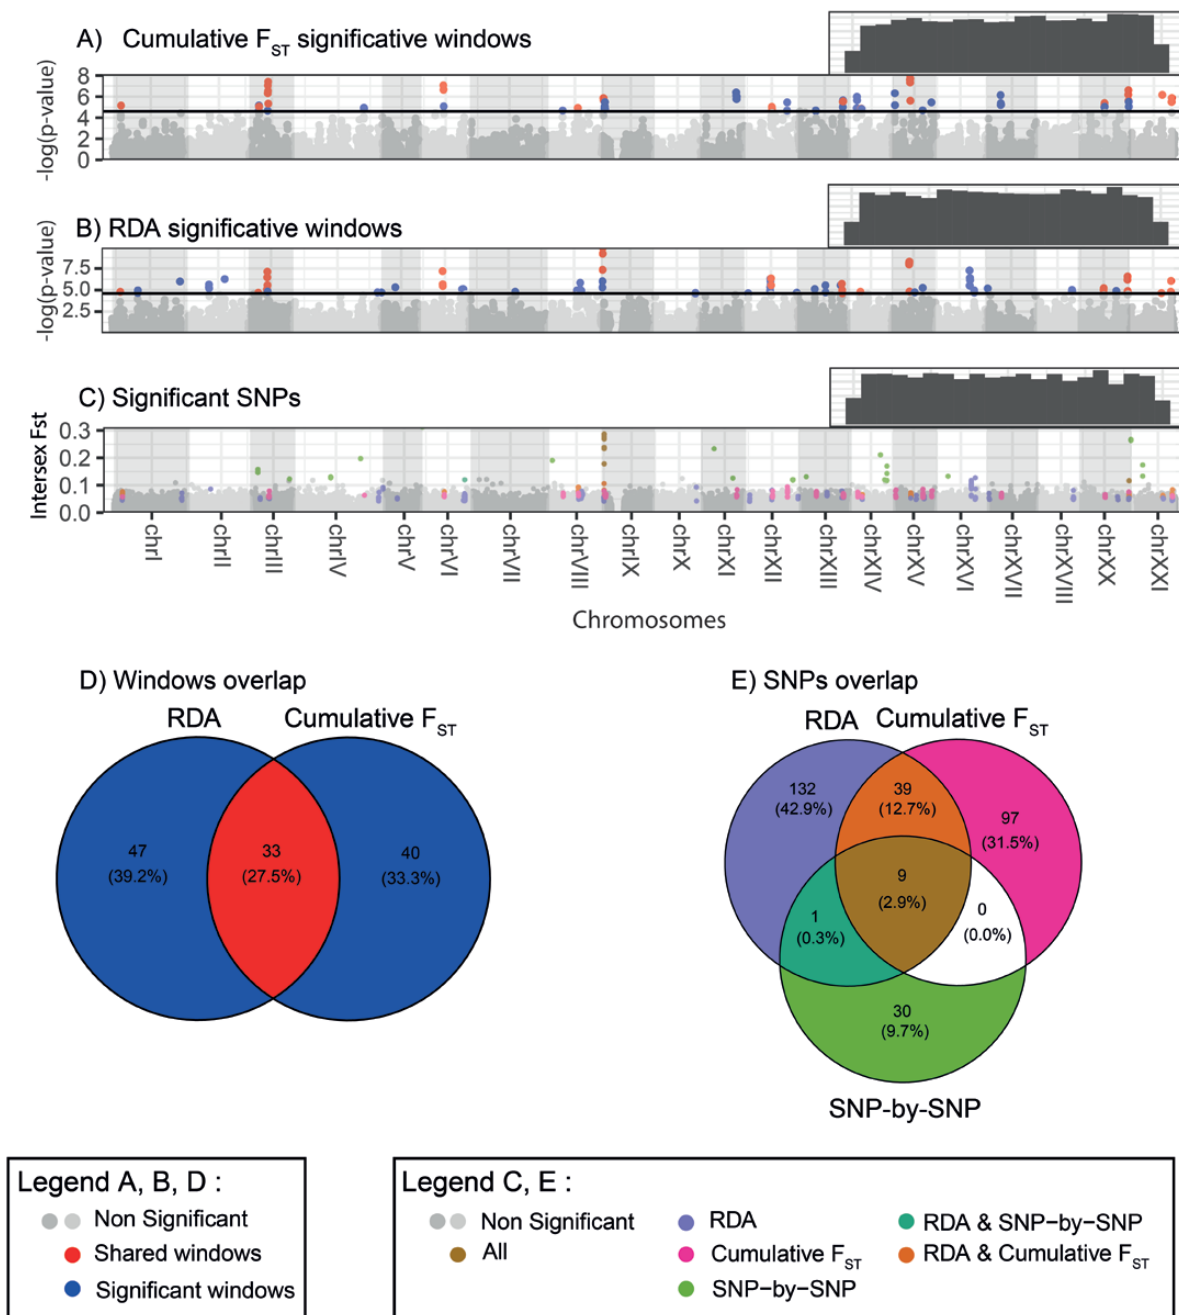 A) Cumulative FST significative windows
-log(p-value)
8
6
4
2
0
B) RDA significative windows
-log(p-value)
7.5
5.0
2.5
C) Significant SNPs
Intersex Fst
0.3
0.2
0.1
0.0
chrI
chrII
chrIII
chrIV
chrV
chrVI
chrVII
chrVIII
chrIX
chrX
chrXI
chrXII
chrXIII
chrXIV
chrXV
chrXVI
chrXVII
chrXVIII
chrXX
chrXXI
Chromosomes
D) Windows overlap
RDA
Cumulative FST
47
(39.2%)
33
(27.5%)
40
(33.3%)
E) SNPs overlap
RDA
Cumulative FST
132
(42.9%)
39
(12.7%)
97
(31.5%)
9
(2.9%)
1
(0.3%)
0
(0.0%)
30
(9.7%)
SNP-by-SNP
Legend A, B, D :
Non Significant
Shared windows
Significant windows
Legend C, E :
Non Significant
All
RDA
Cumulative FST
SNP−by−SNP
RDA & SNP−by−SNP
RDA & Cumulative FST